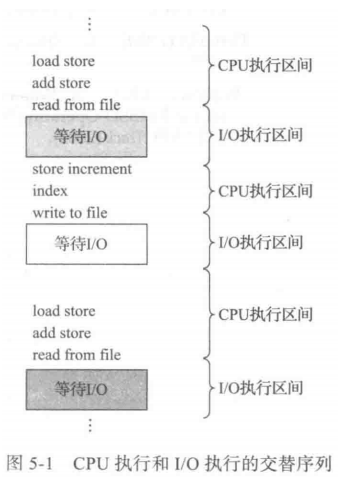 load store
add store
read from file
CPU执行区间
等待I/O
I/O执行区间
store increment
index
write to file
CPU执行区间
等待I/O
I/O执行区间
load store
add store
read from file
CPU执行区间
等待I/O
I/O执行区间
图 5-1 CPU 执行和 I/O 执行的交替序列